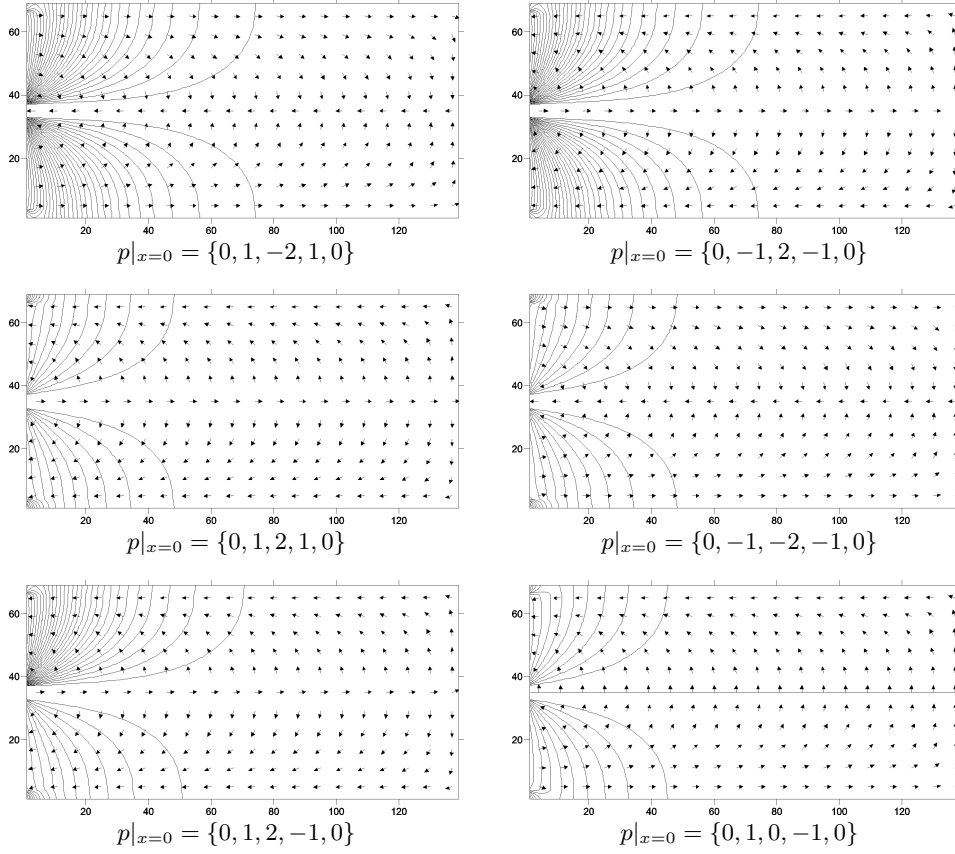 60
40
20
20 40 60 80 100 120
p|x=0 = {0, 1, −2, 1, 0}
60
40
20
20 40 60 80 100 120
p|x=0 = {0, −1, 2, −1, 0}
60
40
20
20 40 60 80 100 120
p|x=0 = {0, 1, 2, 1, 0}
60
40
20
20 40 60 80 100 120
p|x=0 = {0, −1, −2, −1, 0}
60
40
20
20 40 60 80 100 120
p|x=0 = {0, 1, 2, −1, 0}
60
40
20
20 40 60 80 100 120
p|x=0 = {0, 1, 0, −1, 0}